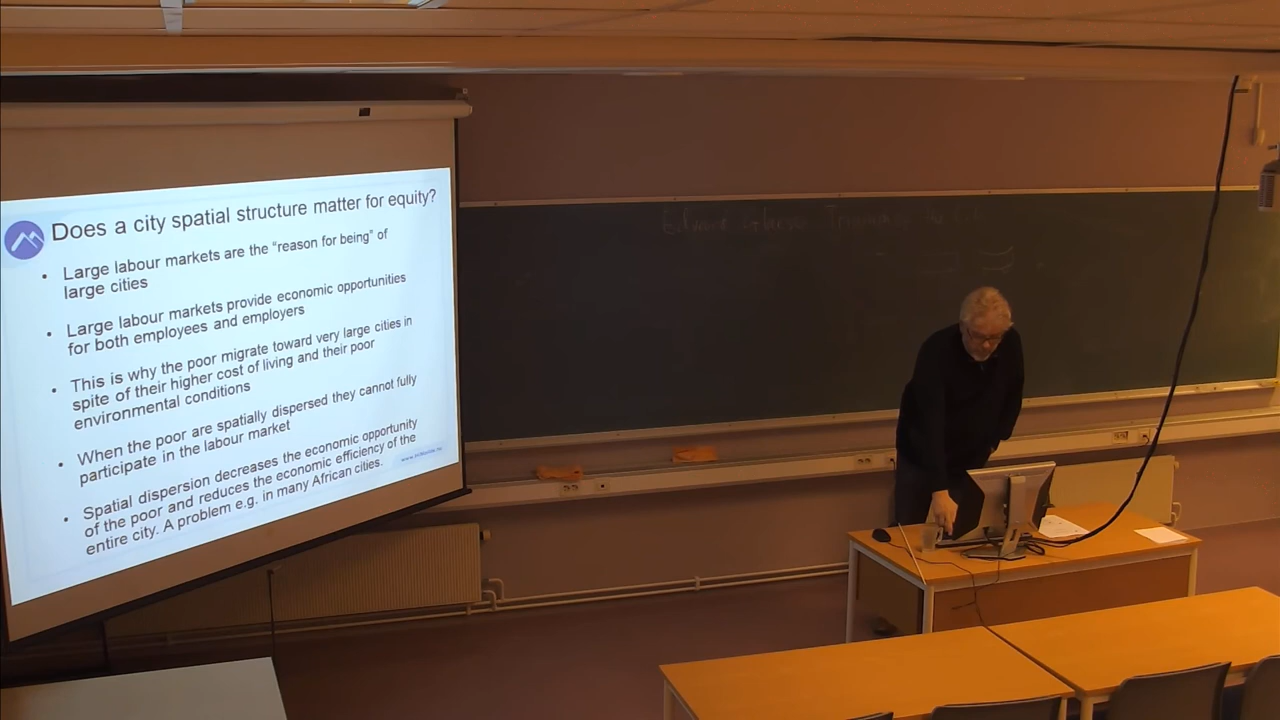 Does a city spatial structure matter for equity?
• Large labour markets are the “reason for being” of
large cities
• Large labour markets provide economic opportunities
for both employees and employers
• This is why the poor migrate toward very large cities in
spite of their higher cost of living and their poor
environmental conditions
• When the poor are spatially dispersed they cannot fully
participate in the labour market
• Spatial dispersion decreases the economic opportunity
of the poor and reduces the economic efficiency of the
entire city. A problem e.g. in many African cities.